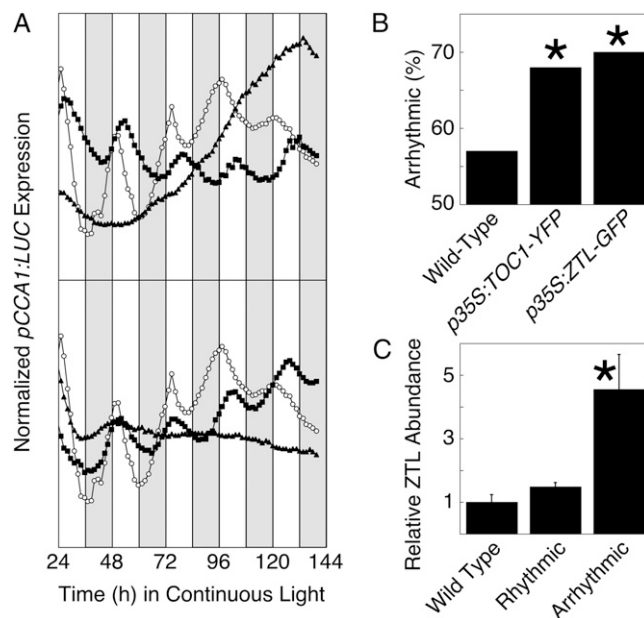 A
Normalized pCCA1:LUC Expression
24 48 72 96 120 144
Time (h) in Continuous Light
B
Arrhythmic (%)
70
60
50
*
*
Wild-Type
p35S:TOC1-YFP
p35S:ZTL-GFP
C
Relative ZTL Abundance
5
3
1
*
Wild Type
Rhythmic
Arrhythmic